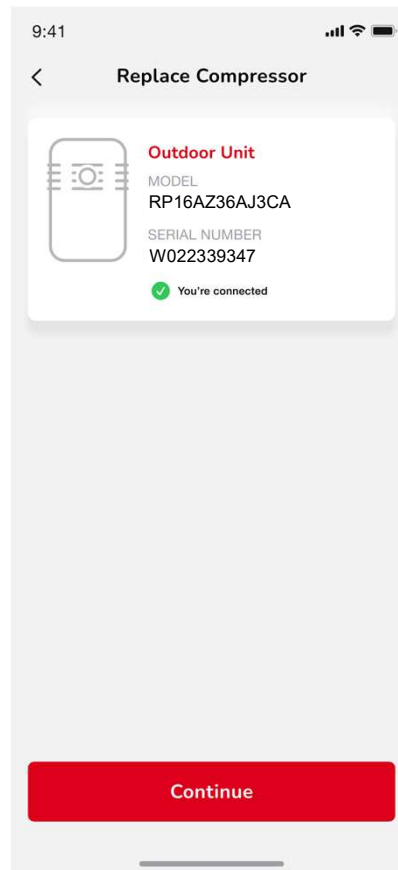 9:41
Replace Compressor
Outdoor Unit
MODEL
RP16AZ36AJ3CA
SERIAL NUMBER
W022339347
You're connected
Continue